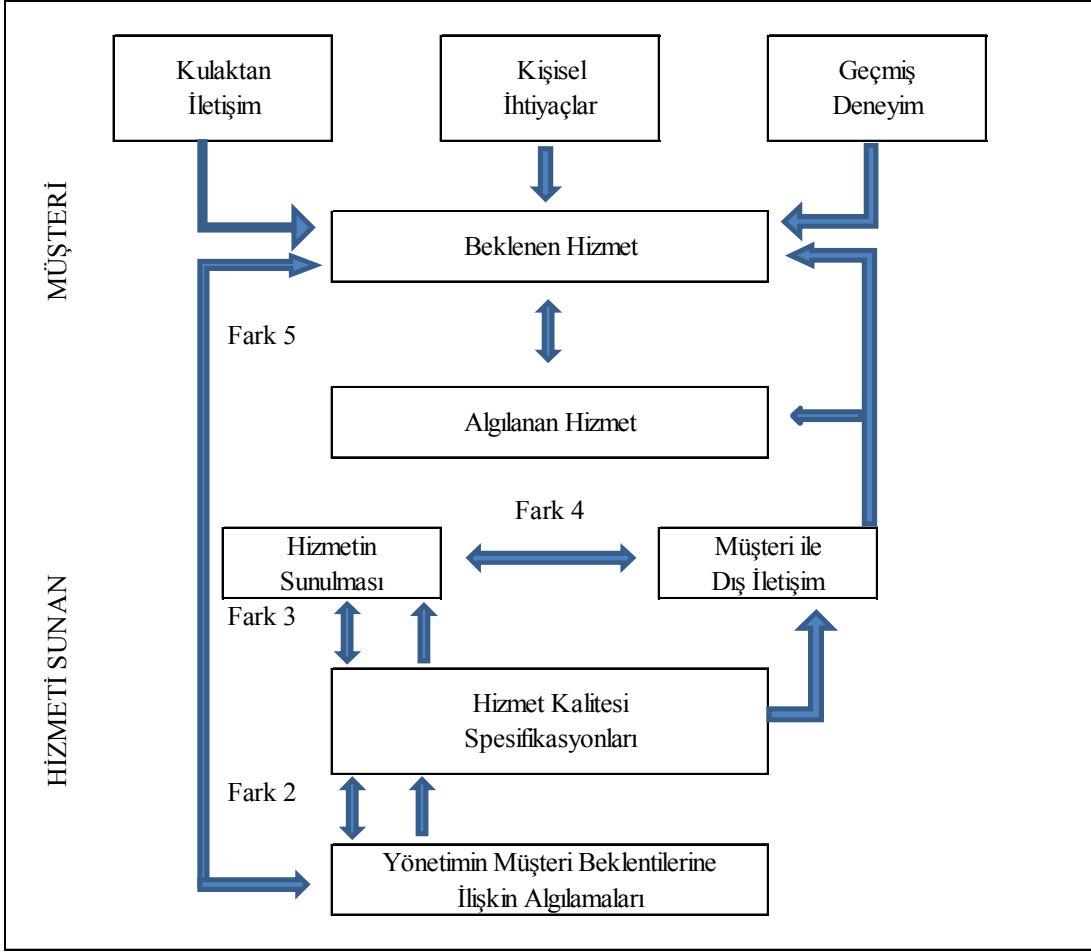 Kulaktan
İletişim
Kişisel
İhtiyaçlar
Geçmiş
Deneyim
MÜŞTERİ
Beklenen Hizmet
Fark 5
Algılanan Hizmet
Fark 4
Hizmetin
Sunulması
Müşteri ile
Dış İletişim
HİZMETİ SUNAN
Fark 3
Hizmet Kalitesi
Spesifikasyonları
Fark 2
Yönetimin Müşteri Beklentilerine
İlişkin Algılamaları